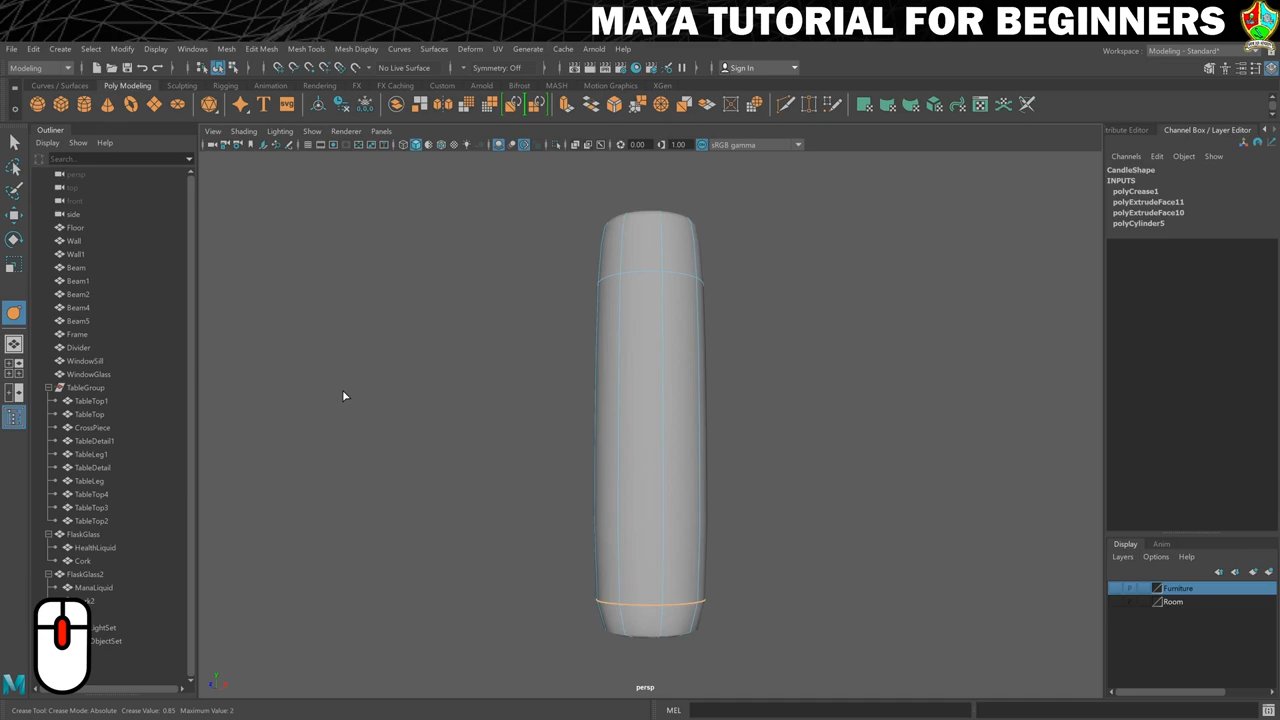 MAYA TUTORIAL FOR BEGINNERS
File Edit Create Select Modify Display Windows Mesh Edit Mesh Mesh Tools Mesh Display Curves Surfaces Deform UV Generate Cache Arnold Help
Workspace : Modeling - Standard*
Modeling No Live Surface Symmetry: Off Sign In
Curves / Surfaces Poly Modeling Sculpting Rigging Animation Rendering FX FX Caching Custom Arnold Bifrost MASH Motion Graphics XGen
SVG
Outliner
Display Show Help
Search...
persp
top
front
side
Floor
Wall
Wall1
Beam
Beam1
Beam2
Beam4
Beam5
Frame
Divider
WindowSill
WindowGlass
TableGroup
TableTop1
TableTop
CrossPiece
TableDetail1
TableLeg1
TableDetail
TableLeg
TableTop4
TableTop3
TableTop2
FlaskGlass
HealthLiquid
Cork
FlaskGlass2
ManaLiquid
View Shading Lighting Show Renderer Panels
0.00 1.00 sRGB gamma
persp
tribute Editor Channel Box / Layer Editor
Channels Edit Object Show
CandleShape
INPUTS
polyCrease1
polyExtrudeFace11
polyExtrudeFace10
polyCylinder5
Display Anim
Layers Options Help
P Furniture
Room
Crease Tool: Crease Mode: Absolute Crease Value: 0.85 Maximum Value: 2
MEL